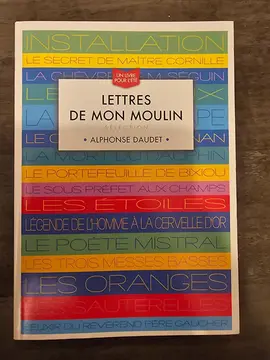 INSTALLATION
LE SECRET DE MAÎTRE CORNILLE
LA CHÈVRE DE M. SEGUIN
UN LIVRE
POUR L'ÉTÉ
LETTRES
DE MON MOULIN
SÉLECTION
• ALPHONSE DAUDET •
LA MORT DU DAUPHIN
LE PORTEFEUILLE DE BIXIOU
LE SOUS PRÉFET AUX CHAMPS
LES ÉTOILES
LÉGENDE DE L'HOMME À LA CERVELLE D'OR
LE POÈTE MISTRAL
LES TROIS MESSES BASSES
LES ORANGES
LES SAUTERELLES
L'ÉLIXIR DU RÉVÉREND PÈRE GAUCHER